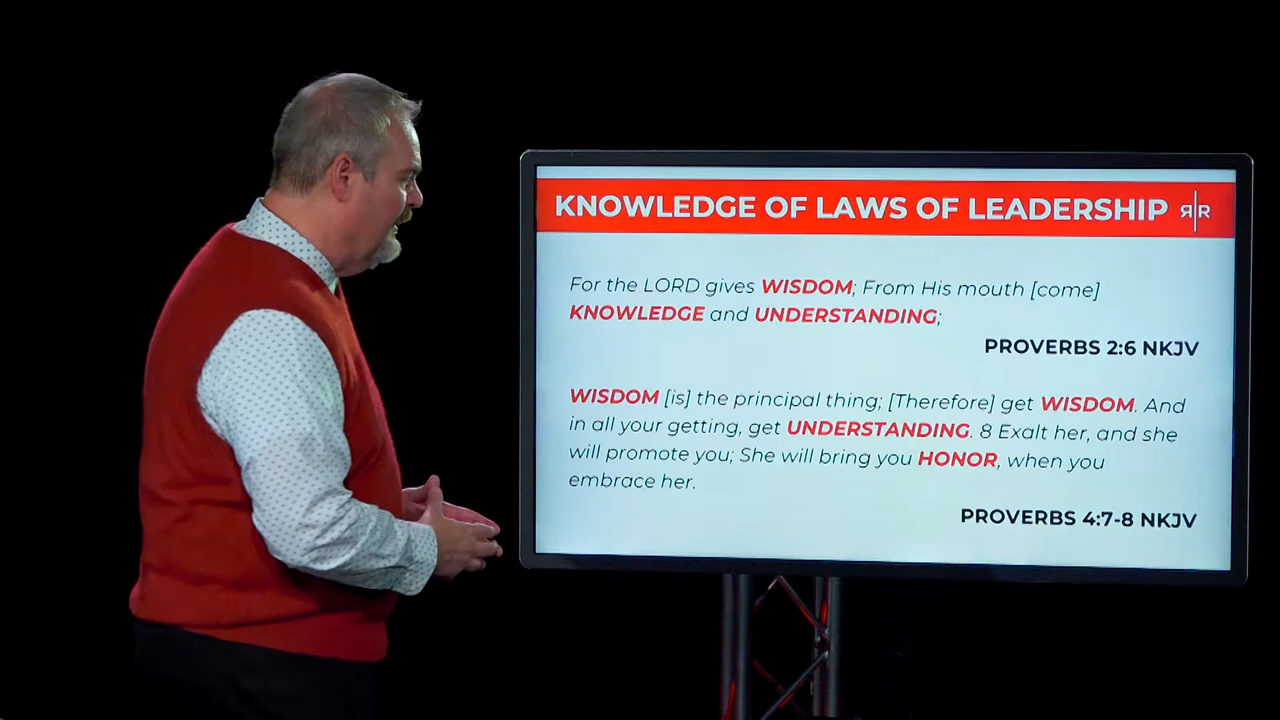 KNOWLEDGE OF LAWS OF LEADERSHIP ЯR
For the LORD gives WISDOM; From His mouth [come]
KNOWLEDGE and UNDERSTANDING;
PROVERBS 2:6 NKJV
WISDOM [is] the principal thing; [Therefore] get WISDOM. And
in all your getting, get UNDERSTANDING. 8 Exalt her, and she
will promote you; She will bring you HONOR, when you
embrace her.
PROVERBS 4:7-8 NKJV